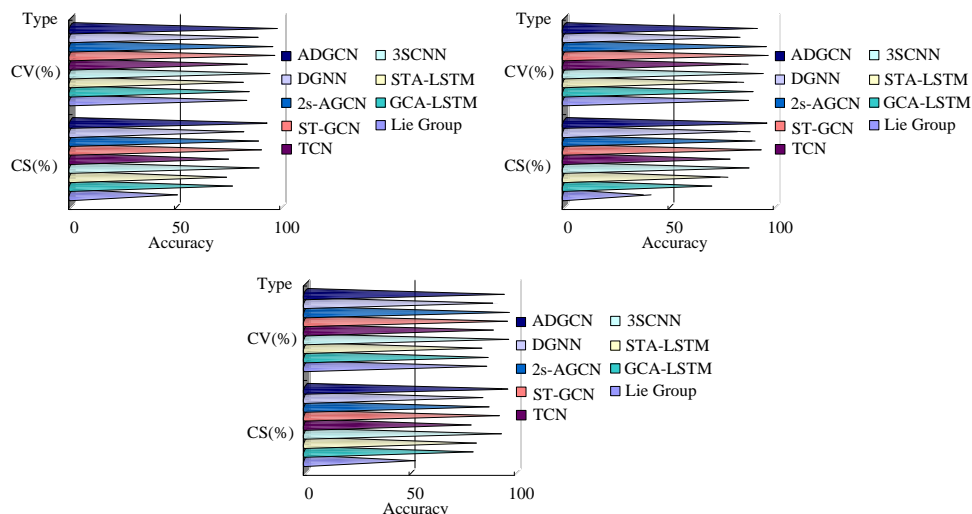 Type
CV(%)
CS(%)
0 50 100
Accuracy
ADGCN 3SCNN
DGNN STA-LSTM
2s-AGCN GCA-LSTM
ST-GCN Lie Group
TCN
Type
CV(%)
CS(%)
0 50 100
Accuracy
ADGCN 3SCNN
DGNN STA-LSTM
2s-AGCN GCA-LSTM
ST-GCN Lie Group
TCN
Type
CV(%)
CS(%)
0 50 100
Accuracy
ADGCN 3SCNN
DGNN STA-LSTM
2s-AGCN GCA-LSTM
ST-GCN Lie Group
TCN